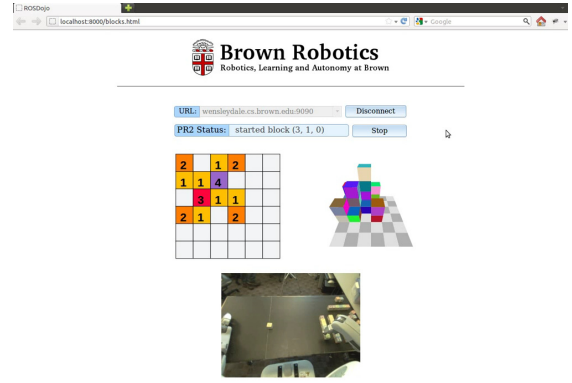 ROSDojo
localhost:8000/blocks.html
Google
Brown Robotics
Robotics, Learning and Autonomy at Brown
URL: wensleydale.cs.brown.edu:9090 Disconnect
PR2 Status: started block (3, 1, 0) Stop
2 1 2
1 1 4
3 1 1
2 1 2